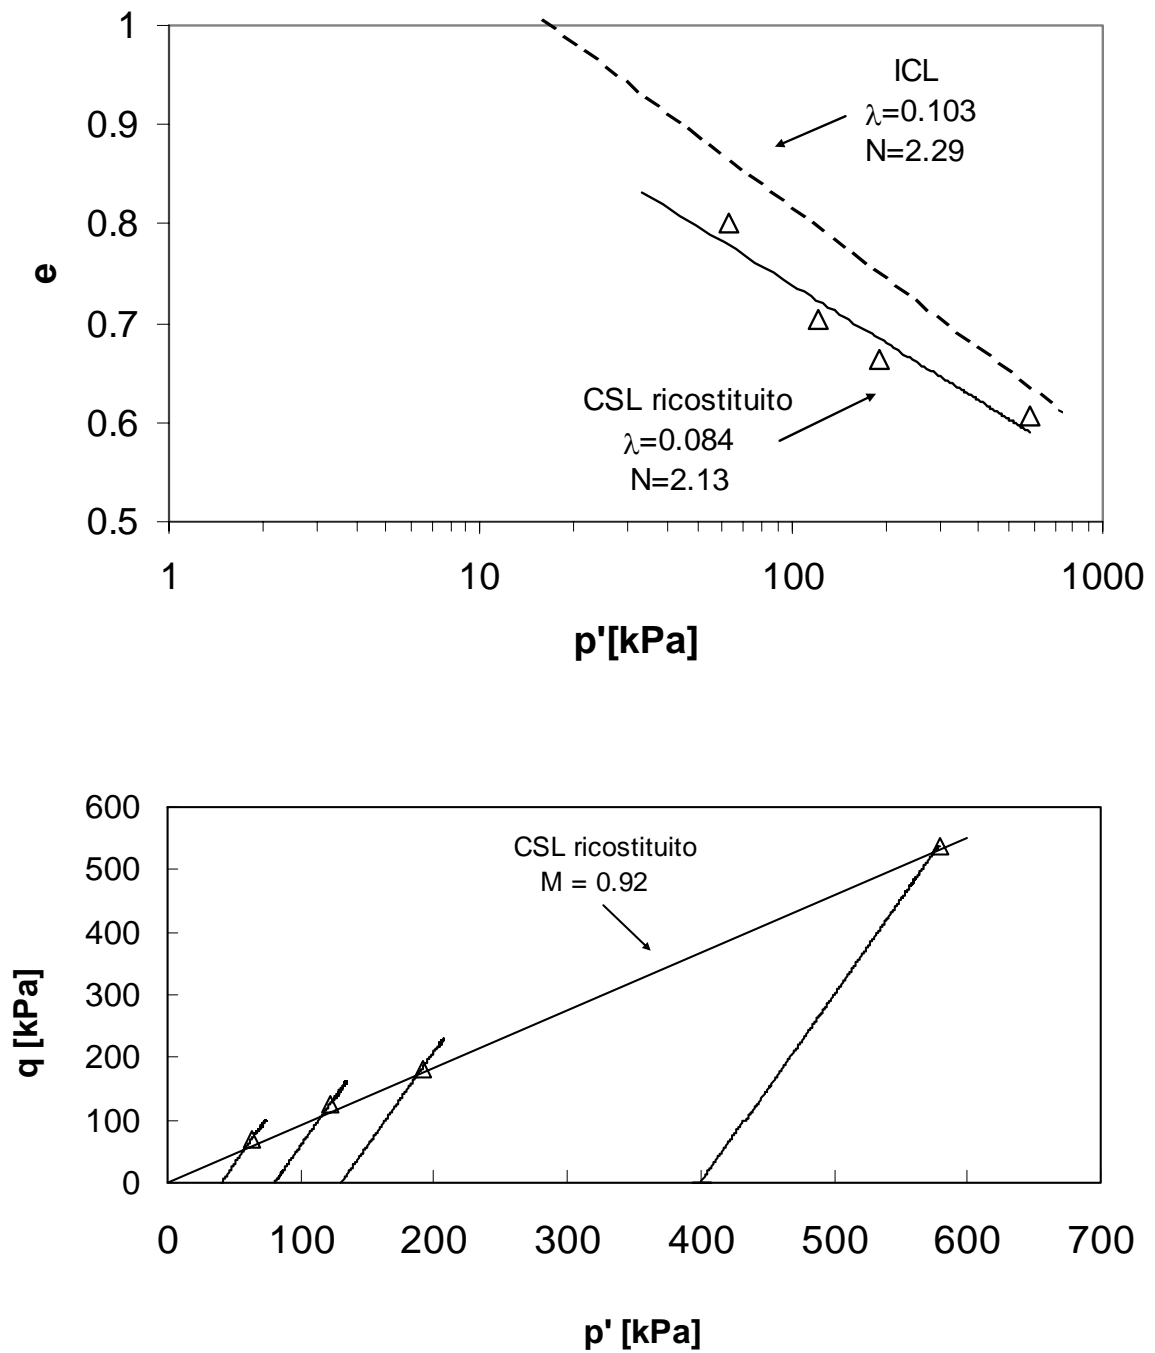 1
0.9
0.8
0.7
0.6
0.5
e
ICL
λ=0.103
N=2.29
CSL ricostituito
λ=0.084
N=2.13
1 10 100 1000
p'[kPa]
600
500
400
300
200
100
0
q [kPa]
CSL ricostituito
M = 0.92
0 100 200 300 400 500 600 700
p' [kPa]